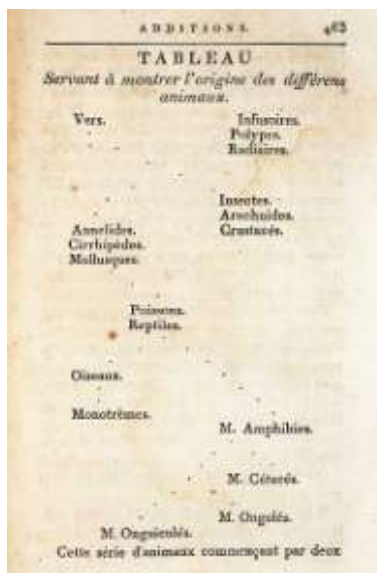 ADDITIONS. 463
TABLEAU
Servant à montrer l'origine des différens
animaux.
Vers. Infusoires.
Polypes.
Radiaires.
Insectes.
Arachnides.
Annelides. Crustacés.
Cirrhipèdes.
Mollusques.
Poissons.
Reptiles.
Oiseaux.
Monotrèmes.
M. Amphibies.
M. Cétacés.
M. Ongulés.
M. Onguiculés.
Cette série d'animaux commençant par deux